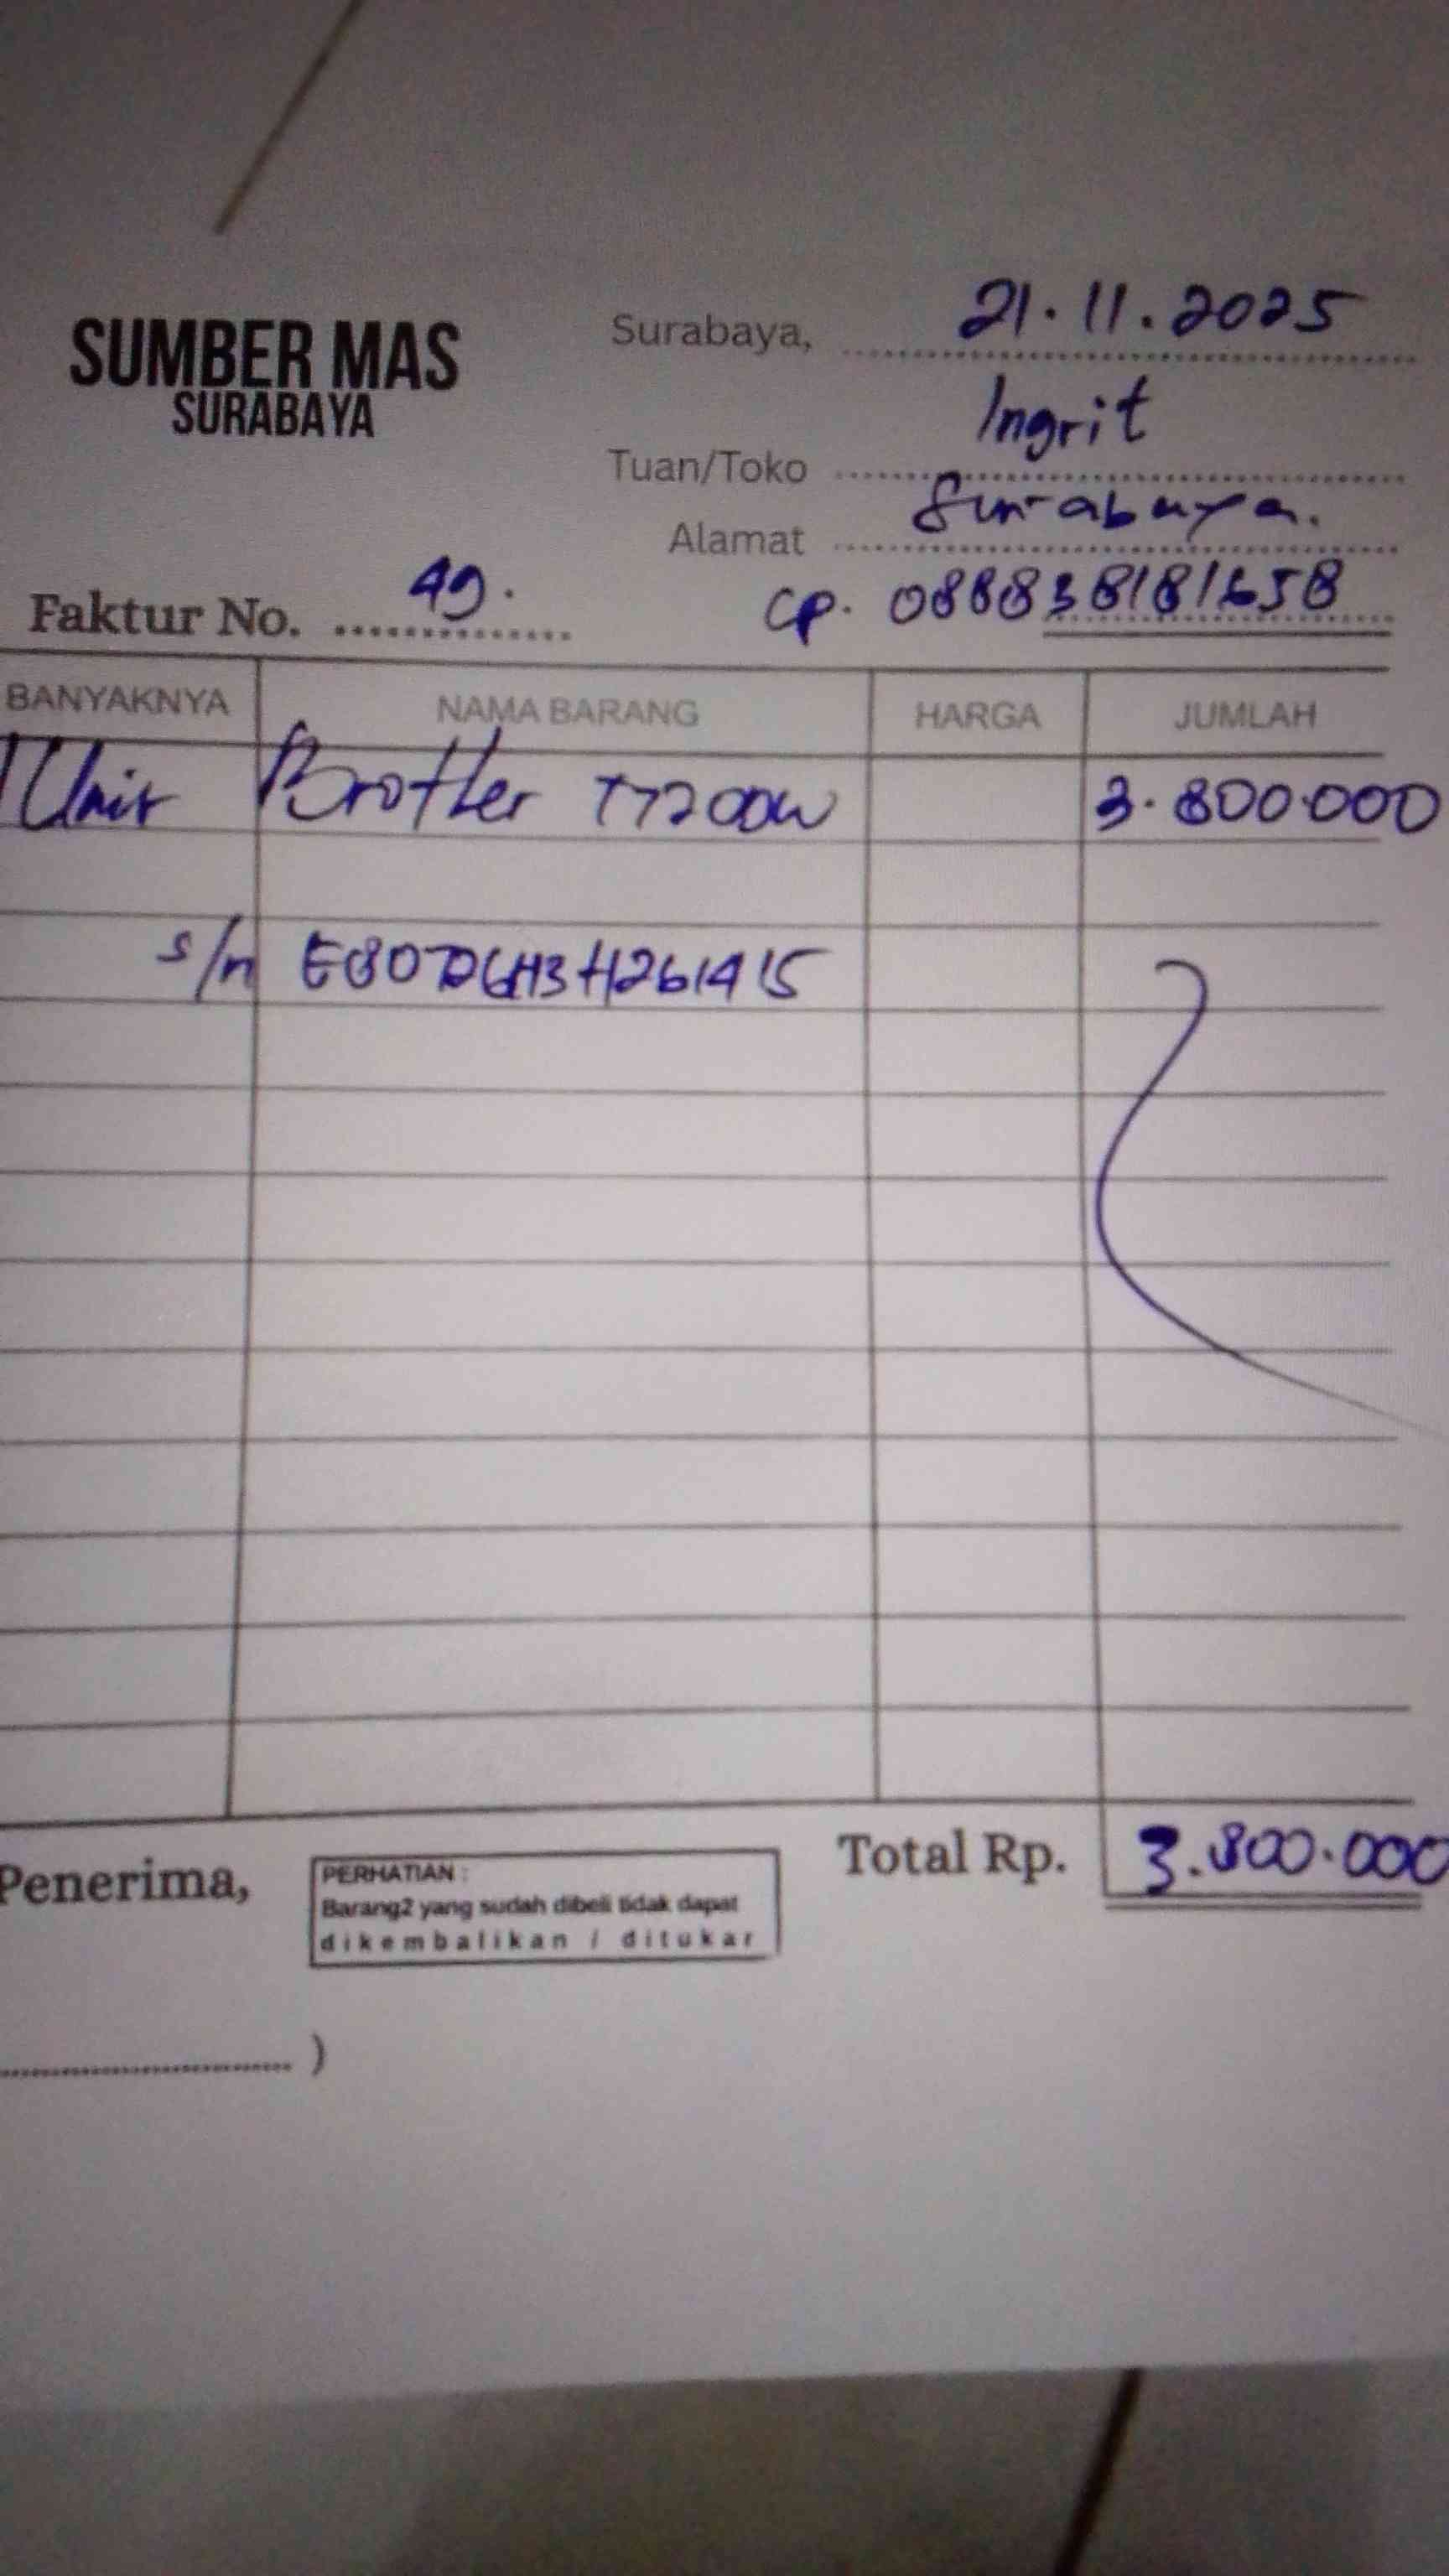 SUMBER MAS
SURABAYA
Surabaya, 21.11.2025
Tuan/Toko Ingrit
Alamat Surabaya.
Faktur No. 49.
Cp. 088838181658
BANYAKNYA NAMA BARANG HARGA JUMLAH
1 Unit Brother T720DW 3.800.000
s/n E80726H3H261415
Total Rp. 3.800.000
Penerima,
PERHATIAN :
Barang2 yang sudah dibeli tidak dapat
dikembalikan / ditukar
)